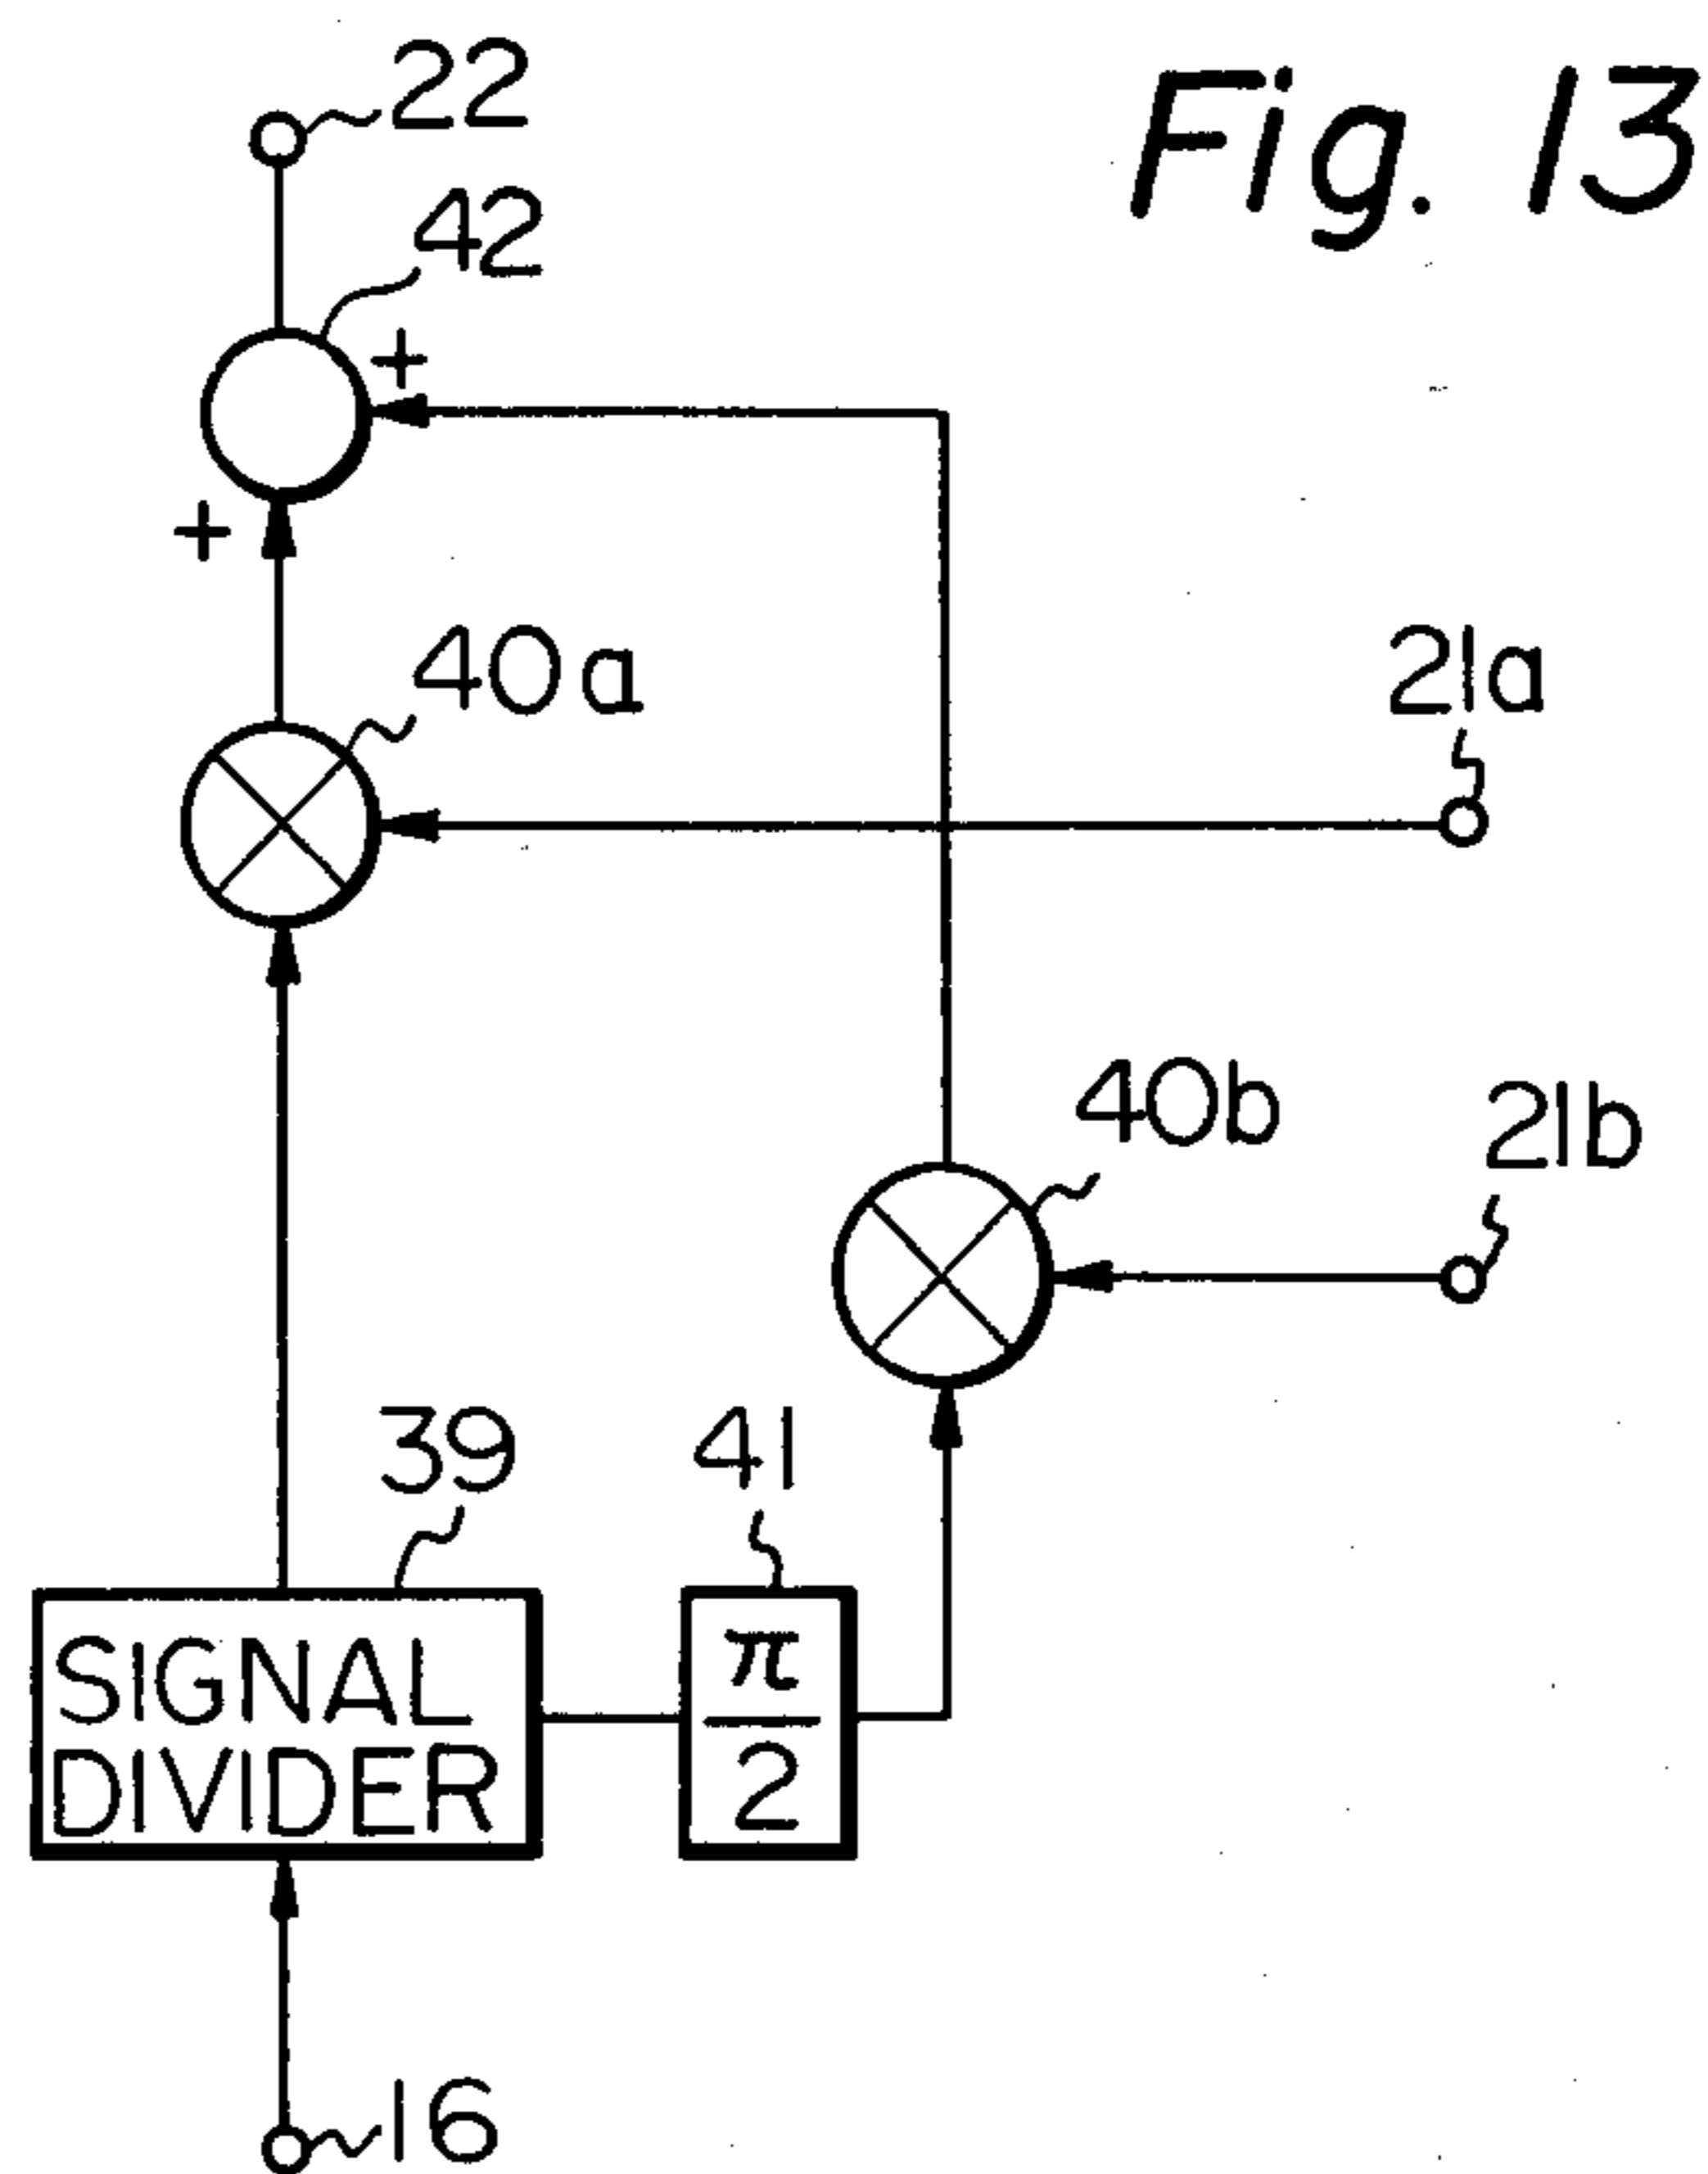 Fig. 13
22
42
+
+
40a
21a
40b
21b
39
41
SIGNAL
DIVIDER
π
2
16